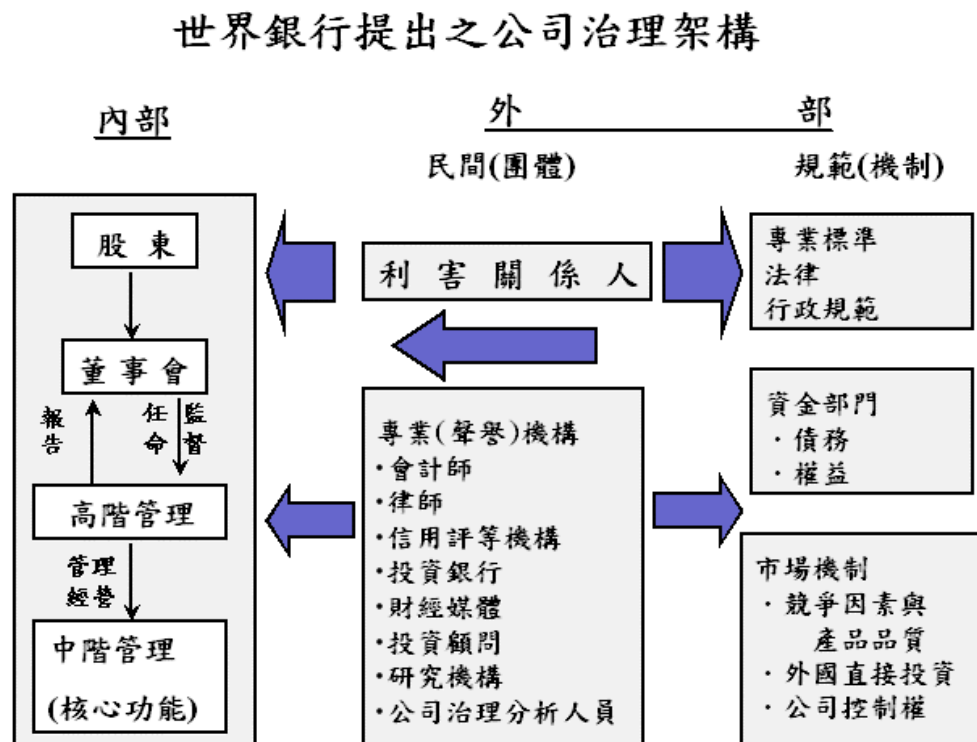 世界銀行提出之公司治理架構
內部
外 部
民間(團體)
規範(機制)
股 東
董 事 會
報告
任命
監督
高階管理
管理
經營
中階管理
(核心功能)
利 害 關 係 人
專業(聲譽)機構
·會計師
·律師
·信用評等機構
·投資銀行
·財經媒體
·投資顧問
·研究機構
·公司治理分析人員
專業標準
法律
行政規範
資金部門
·債務
·權益
市場機制
·競爭因素與
產品品質
·外國直接投資
·公司控制權